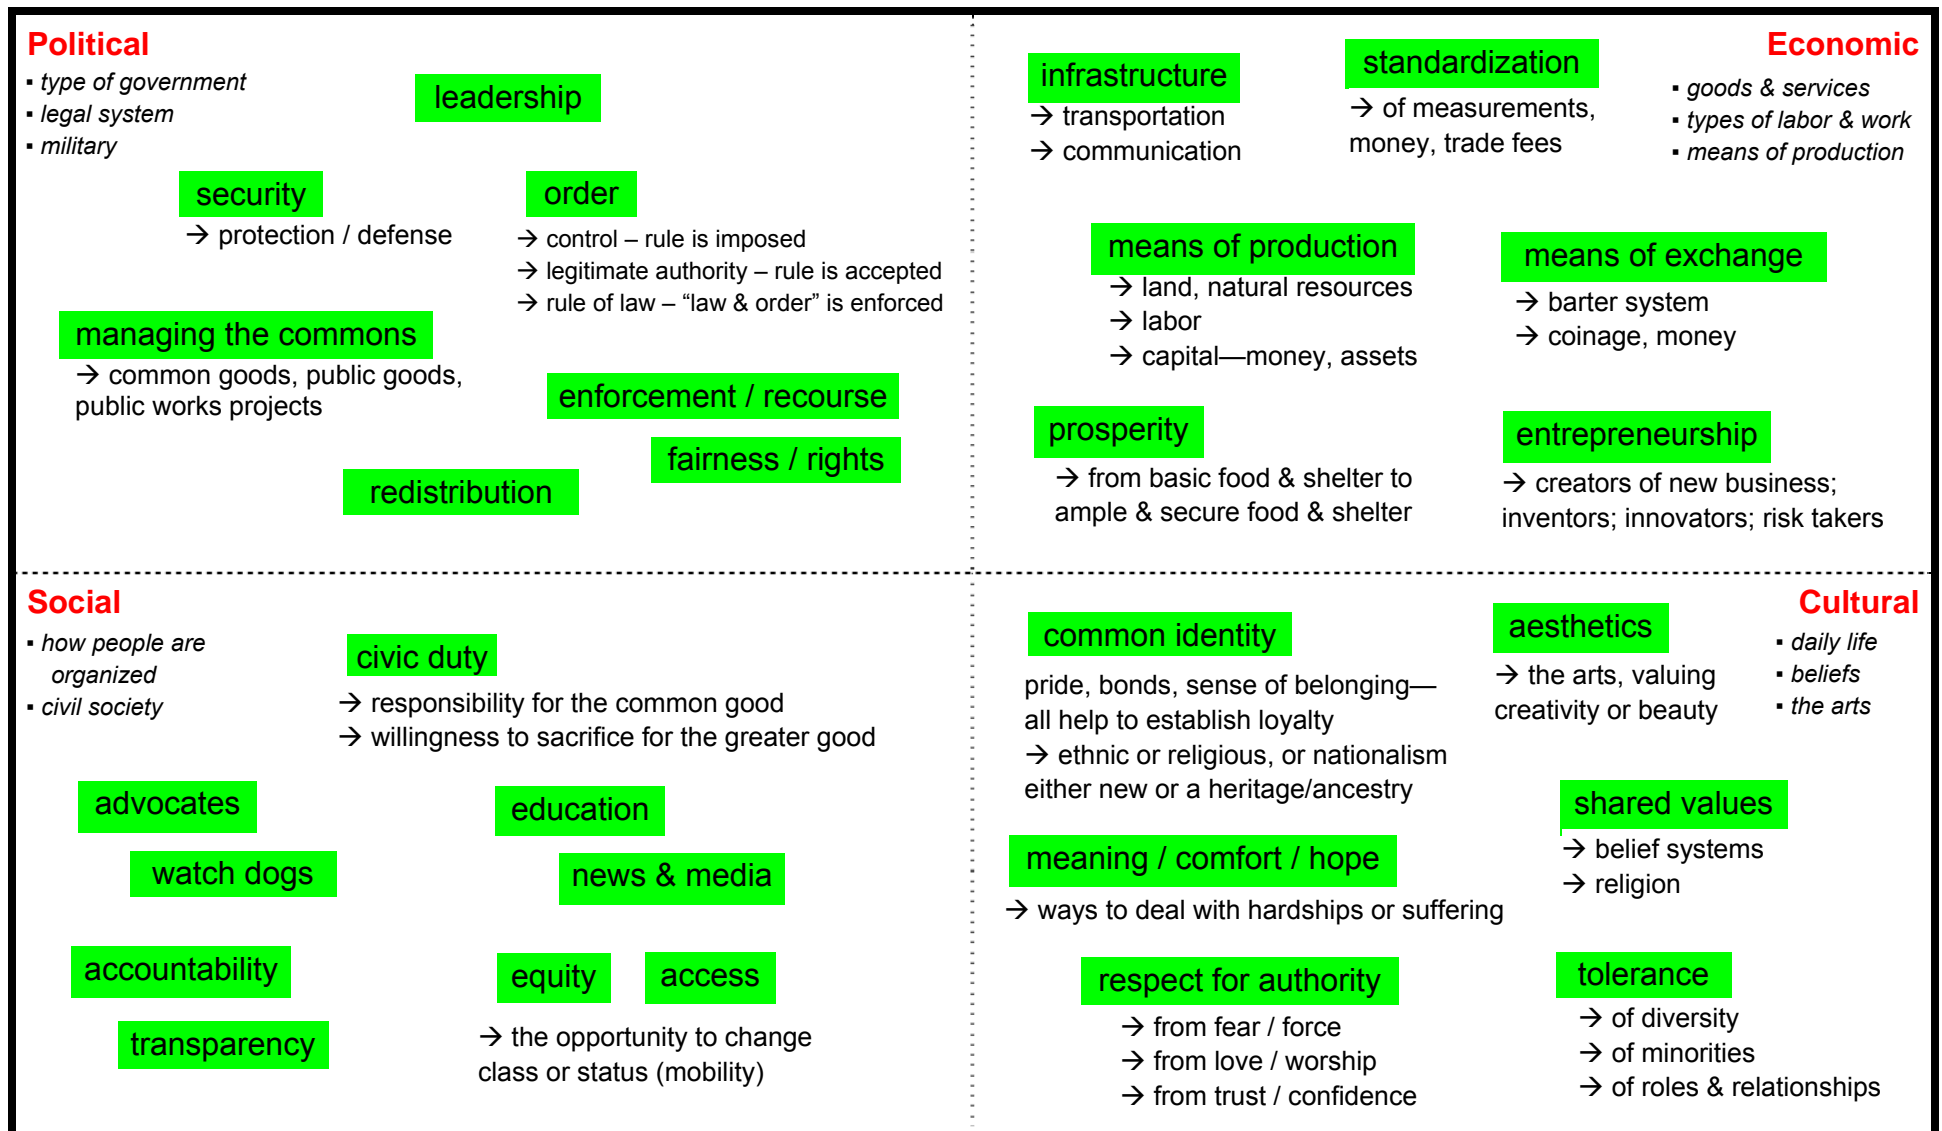 Political
▪ type of government
▪ legal system
▪ military
leadership
security
→ protection / defense
order
→ control – rule is imposed
→ legitimate authority – rule is accepted
→ rule of law – “law & order” is enforced
managing the commons
→ common goods, public goods,
public works projects
enforcement / recourse
fairness / rights
redistribution
Economic
▪ goods & services
▪ types of labor & work
▪ means of production
infrastructure
→ transportation
→ communication
standardization
→ of measurements,
money, trade fees
means of production
→ land, natural resources
→ labor
→ capital—money, assets
means of exchange
→ barter system
→ coinage, money
prosperity
→ from basic food & shelter to
ample & secure food & shelter
entrepreneurship
→ creators of new business;
inventors; innovators; risk takers
Social
▪ how people are
organized
▪ civil society
civic duty
→ responsibility for the common good
→ willingness to sacrifice for the greater good
advocates
watch dogs
education
news & media
accountability
transparency
equity
access
→ the opportunity to change
class or status (mobility)
Cultural
▪ daily life
▪ beliefs
▪ the arts
common identity
pride, bonds, sense of belonging—
all help to establish loyalty
→ ethnic or religious, or nationalism
either new or a heritage/ancestry
aesthetics
→ the arts, valuing
creativity or beauty
shared values
→ belief systems
→ religion
meaning / comfort / hope
→ ways to deal with hardships or suffering
respect for authority
→ from fear / force
→ from love / worship
→ from trust / confidence
tolerance
→ of diversity
→ of minorities
→ of roles & relationships